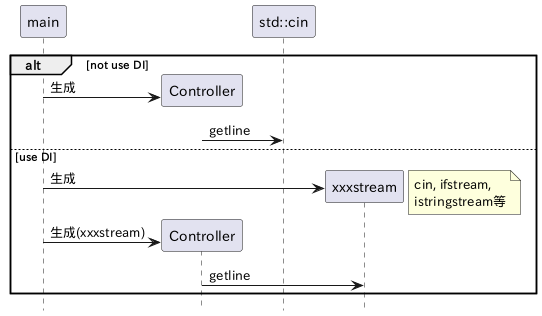 main
std::cin
alt
[not use DI]
生成
Controller
getline
[use DI]
生成
xxxstream
cin, ifstream,
istringstream等
生成(xxxstream)
Controller
getline